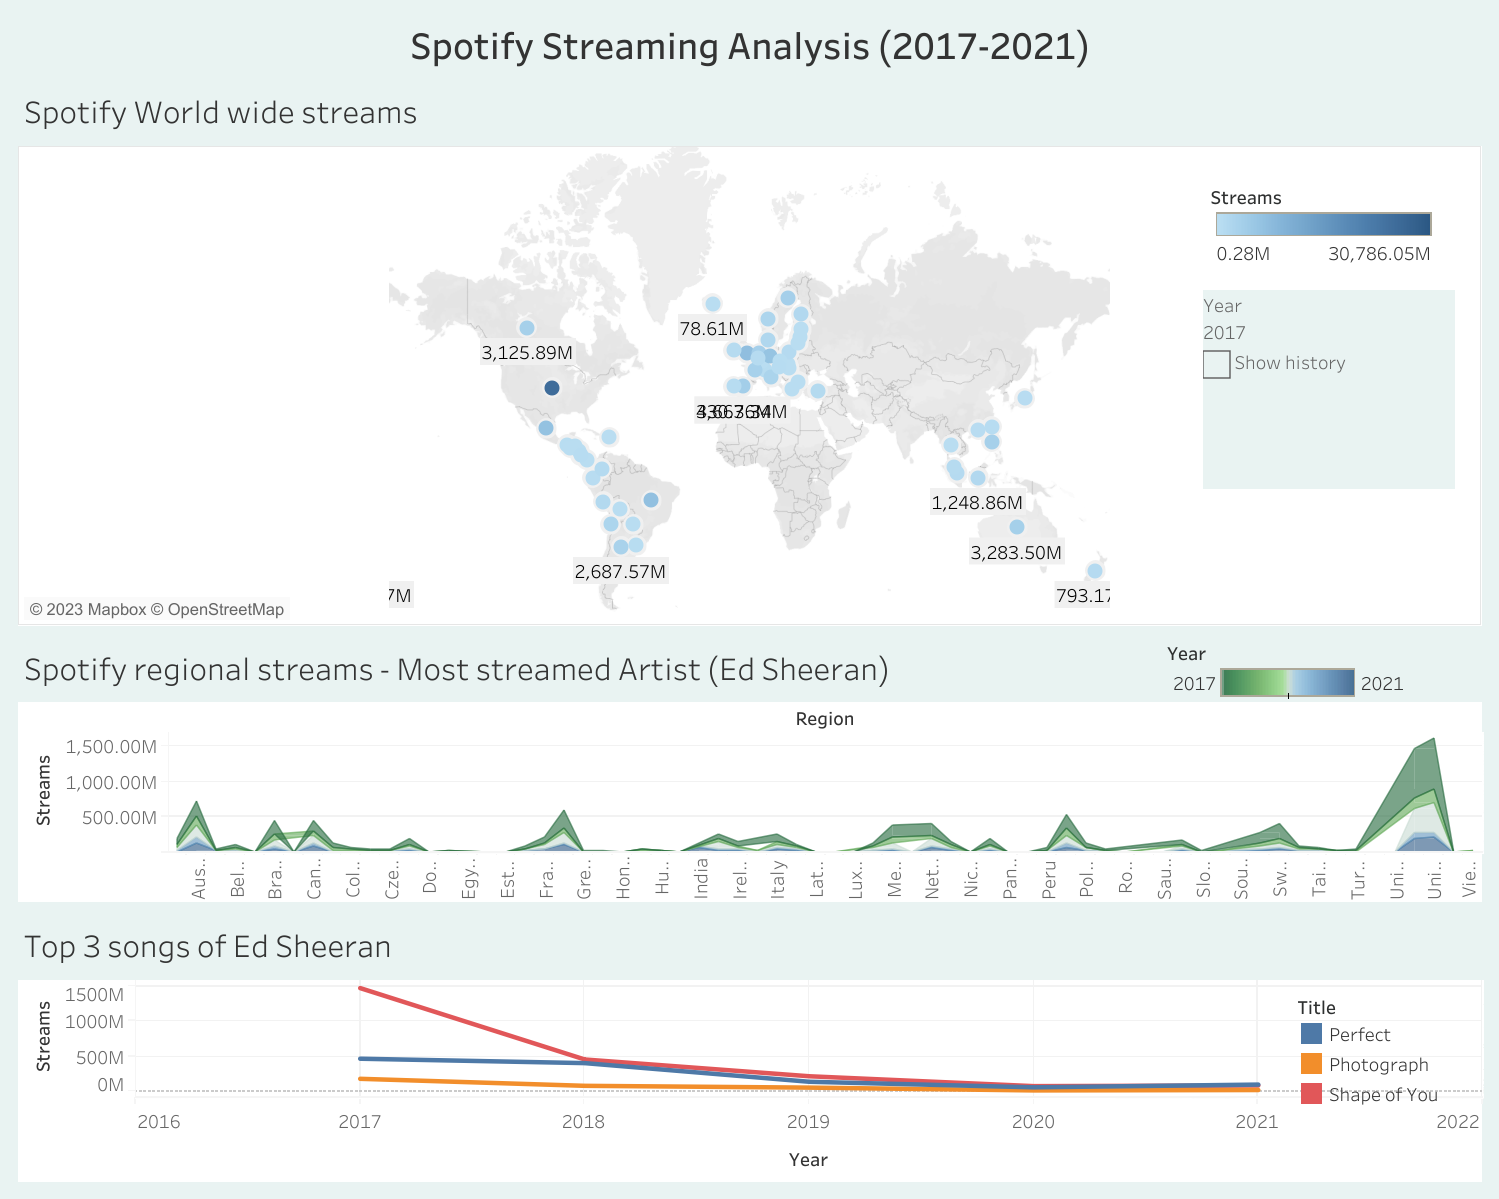 Spotify Streaming Analysis (2017-2021)
Spotify World wide streams
Streams
0.28M 30,786.05M
Year
2017
Show history
78.61M
3,125.89M
1,248.86M
3,283.50M
2,687.57M
7M
793.17
© 2023 Mapbox © OpenStreetMap
Spotify regional streams - Most streamed Artist (Ed Sheeran)
Year
2017 2021
Region
Streams
1,500.00M
1,000.00M
500.00M
Aus.. Bel.. Bra.. Can.. Col.. Cze.. Do.. Egy.. Est.. Fra.. Gre.. Hon.. Hu.. India Irel.. Italy Lat.. Lux.. Me.. Net.. Nic.. Pan.. Peru Pol.. Ro.. Sau.. Slo.. Sou.. Sw.. Tai.. Tur.. Uni.. Uni.. Vie..
Top 3 songs of Ed Sheeran
Streams
1500M
1000M
500M
0M
Title
Perfect
Photograph
Shape of You
2016 2017 2018 2019 2020 2021 2022
Year